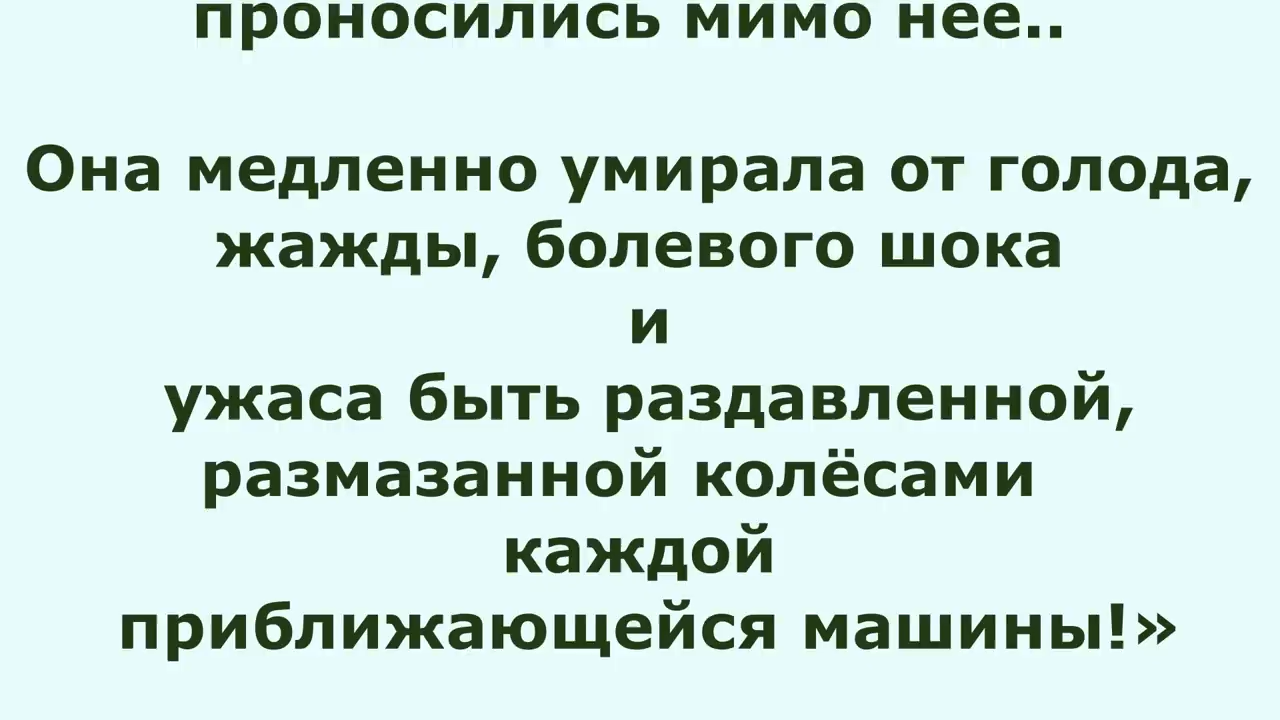 проносились мимо нее..
Она медленно умирала от голода,
жажды, болевого шока
и
ужаса быть раздавленной,
размазанной колёсами
каждой
приближающейся машины!»